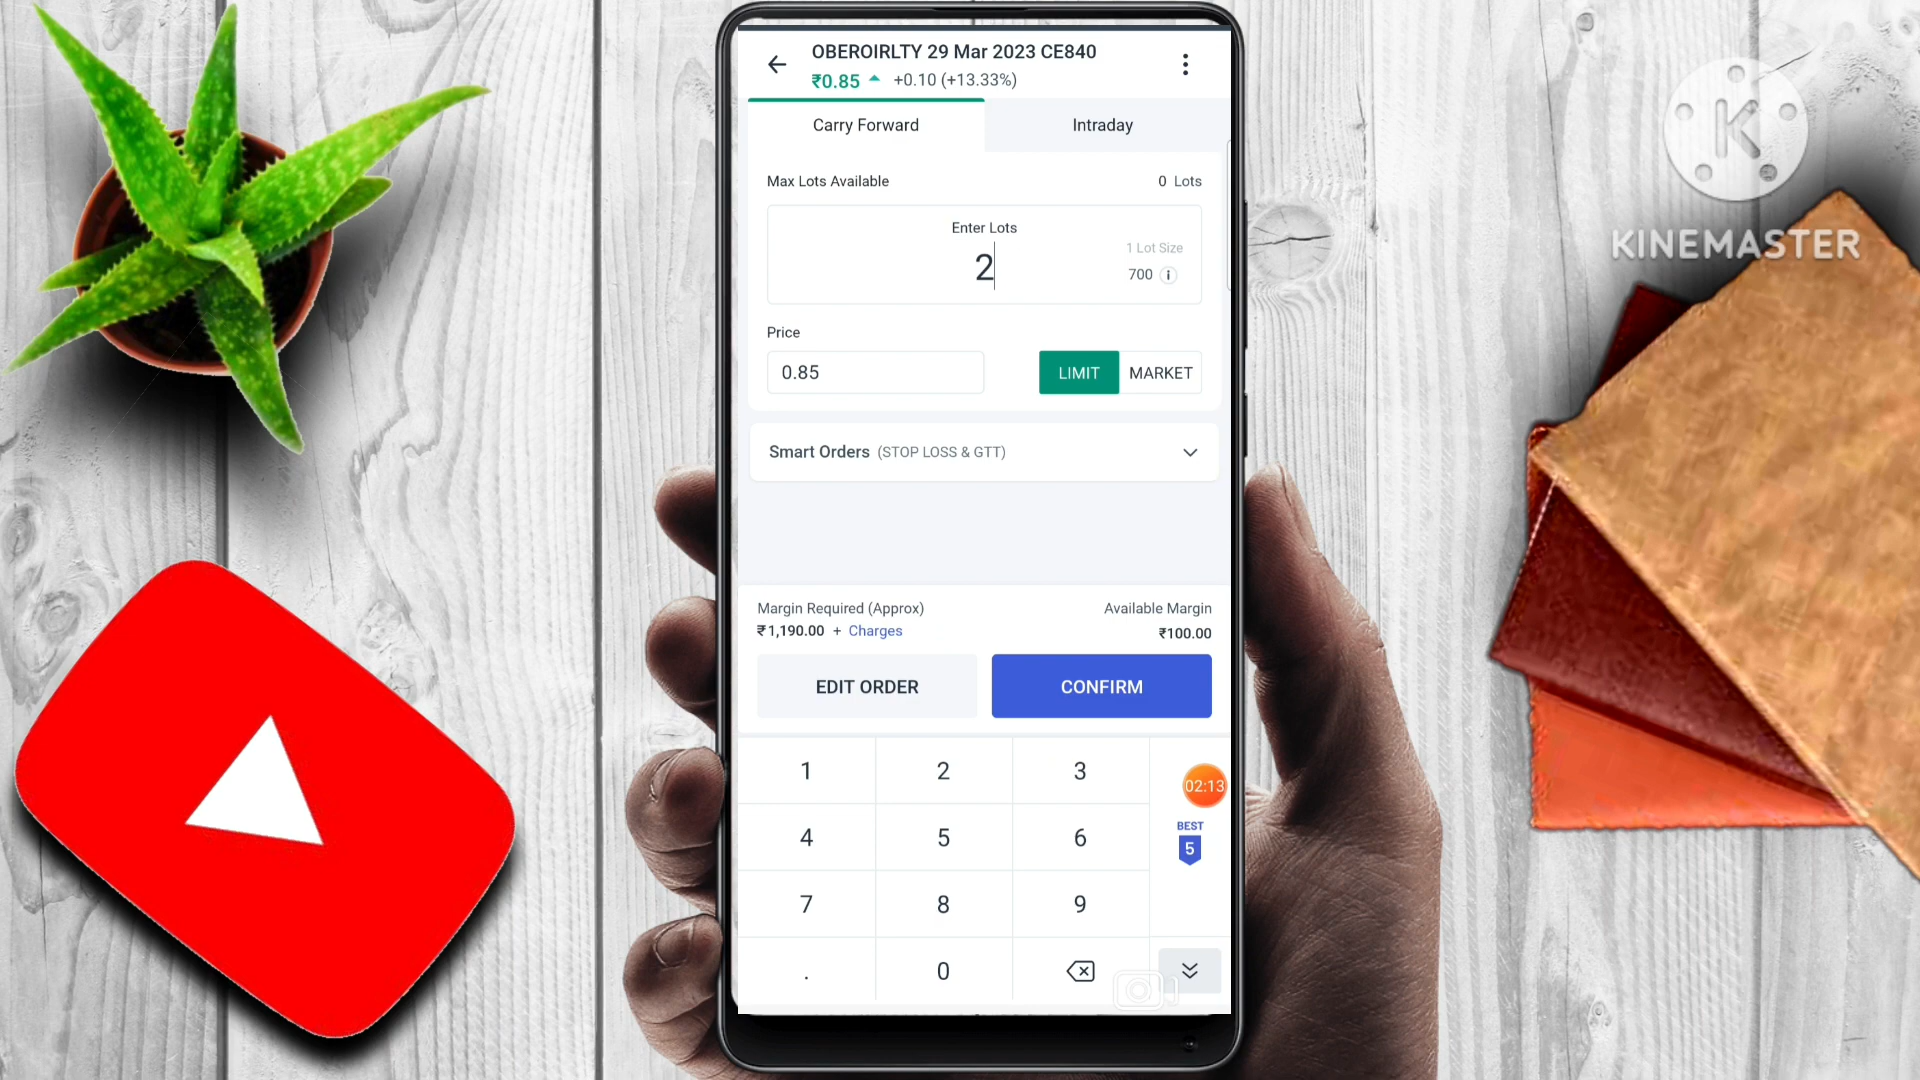 OBEROIRLTY 29 Mar 2023 CE840
₹0.85 +0.10 (+13.33%)
Carry Forward Intraday
Max Lots Available 0 Lots
Enter Lots
1 Lot Size
2
700
Price
0.85 LIMIT MARKET
Smart Orders (STOP LOSS & GTT)
Margin Required (Approx) Available Margin
₹1,190.00 + Charges ₹100.00
EDIT ORDER CONFIRM
1 2 3
02:13
BEST
5
4 5 6
7 8 9
. 0
K
KINEMASTER